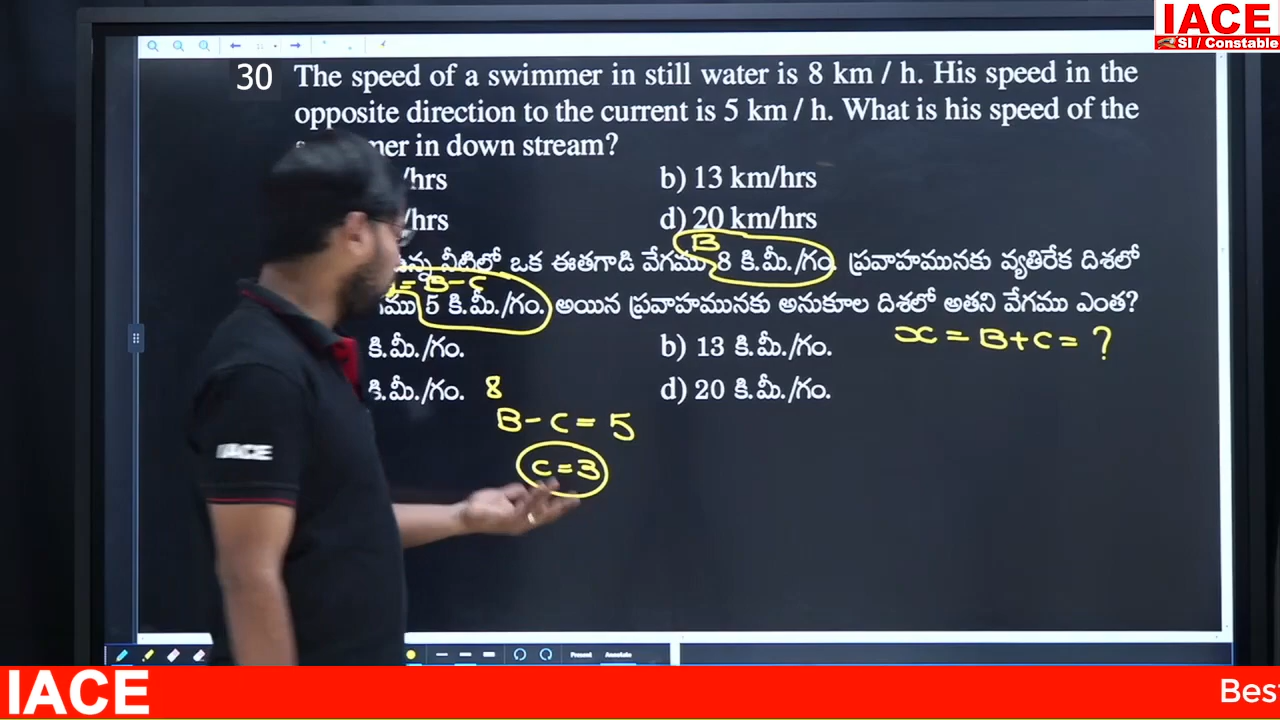 IACE
SI / Constable
30 The speed of a swimmer in still water is 8 km / h. His speed in the
opposite direction to the current is 5 km / h. What is his speed of the
in down stream?
/hrs b) 13 km/hrs
/hrs d) 20 km/hrs
B
నీటిలో ఒక ఈతగాడి వేగము 8 కి.మీ./గం. ప్రవాహమునకు వ్యతిరేక దిశలో
= B-C
5 కి.మీ./గం. అయిన ప్రవాహమునకు అనుకూల దిశలో అతని వేగము ఎంత?
x = B+C = ?
కి.మీ./గం. b) 13 కి.మీ./గం.
కి.మీ./గం. d) 20 కి.మీ./గం.
8
B - C = 5
C = 3
IACE
Present Annotate
IACE
Bes